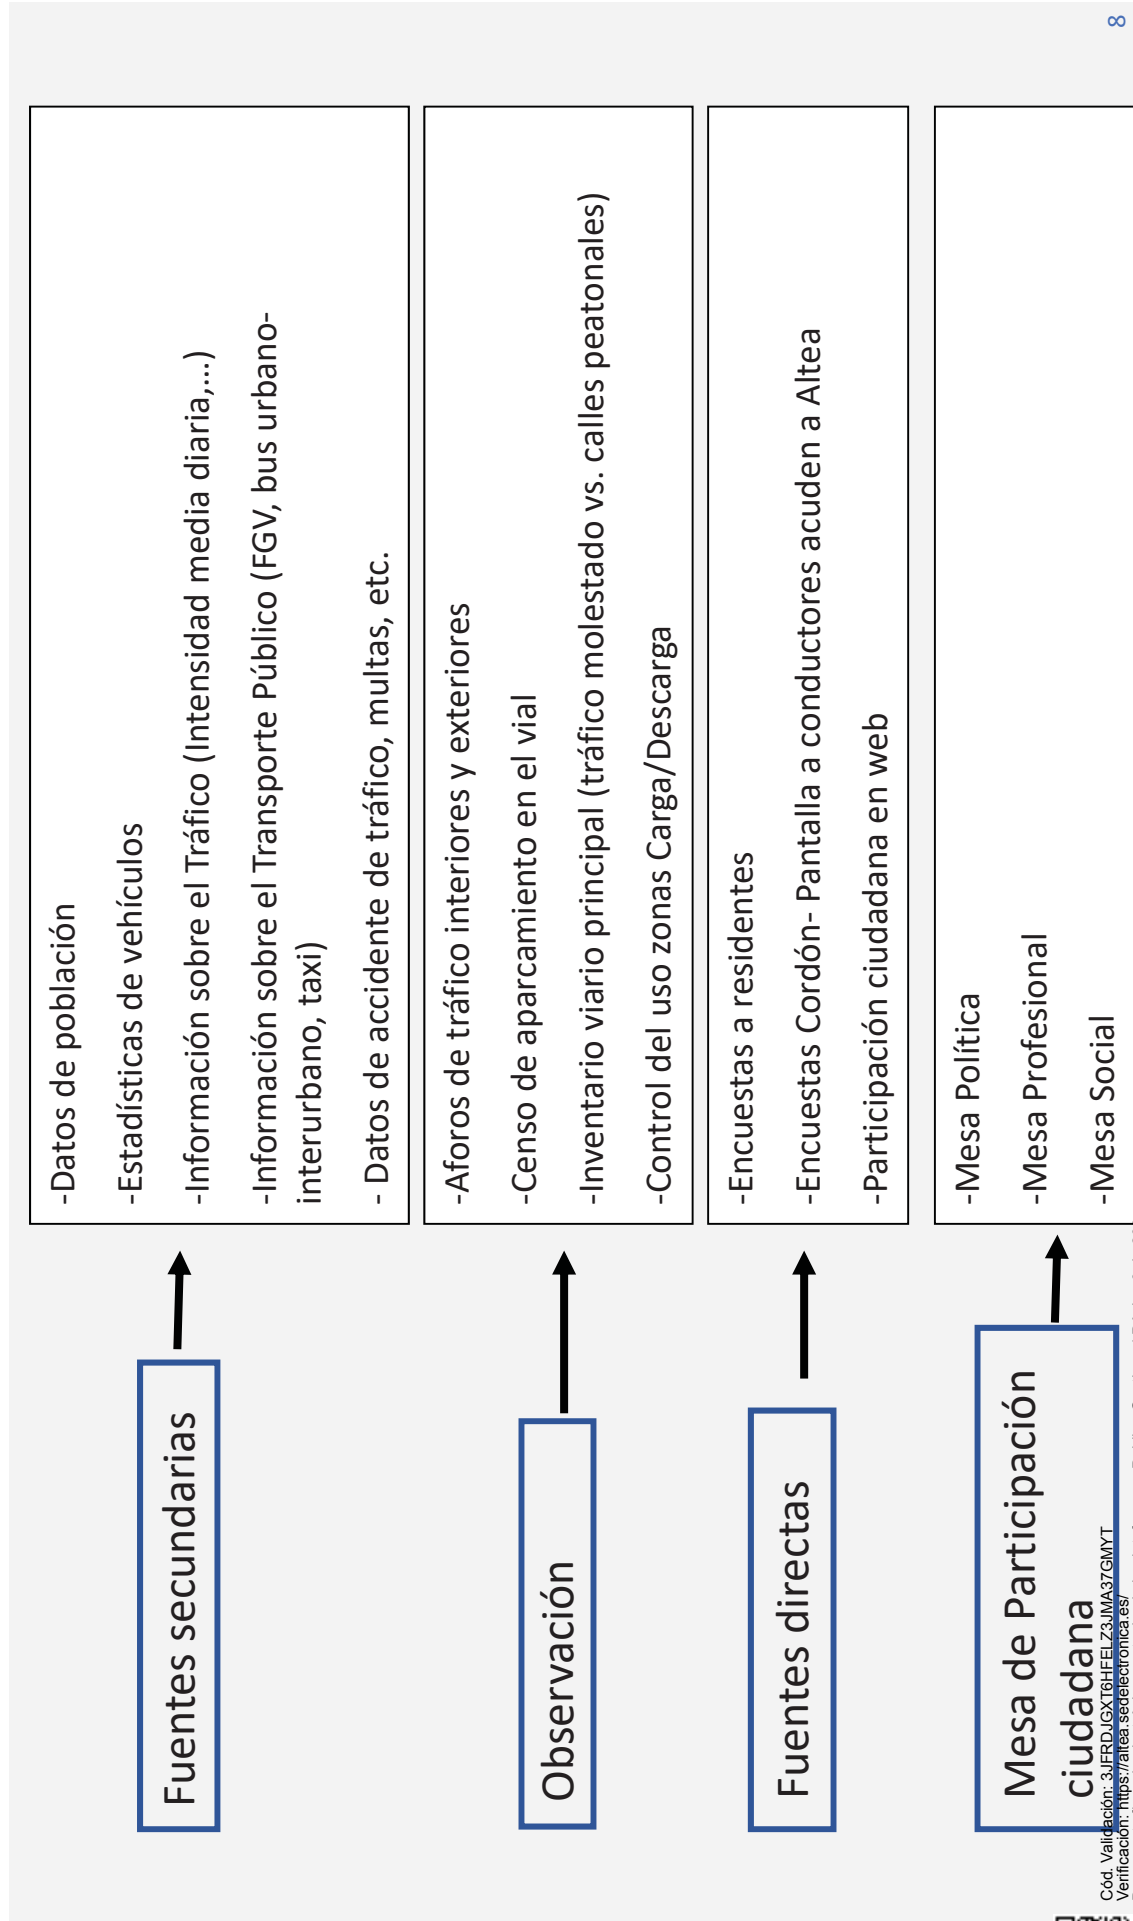 Fuentes secundarias
-Datos de población
-Estadísticas de vehículos
-Información sobre el Tráfico (Intensidad media diaria,...)
-Información sobre el Transporte Público (FGV, bus urbano-
interurbano, taxi)
- Datos de accidente de tráfico, multas, etc.
Observación
-Aforos de tráfico interiores y exteriores
-Censo de aparcamiento en el vial
-Inventario viario principal (tráfico molestado vs. calles peatonales)
-Control del uso zonas Carga/Descarga
Fuentes directas
-Encuestas a residentes
-Encuestas Cordón- Pantalla a conductores acuden a Altea
-Participación ciudadana en web
Mesa de Participación
ciudadana
-Mesa Política
-Mesa Profesional
-Mesa Social
8
Cód. Validación: 3JFRDJGXT6HFELZ3JMA37GMYT
Verificación: https://altea.sedelectronica.es/